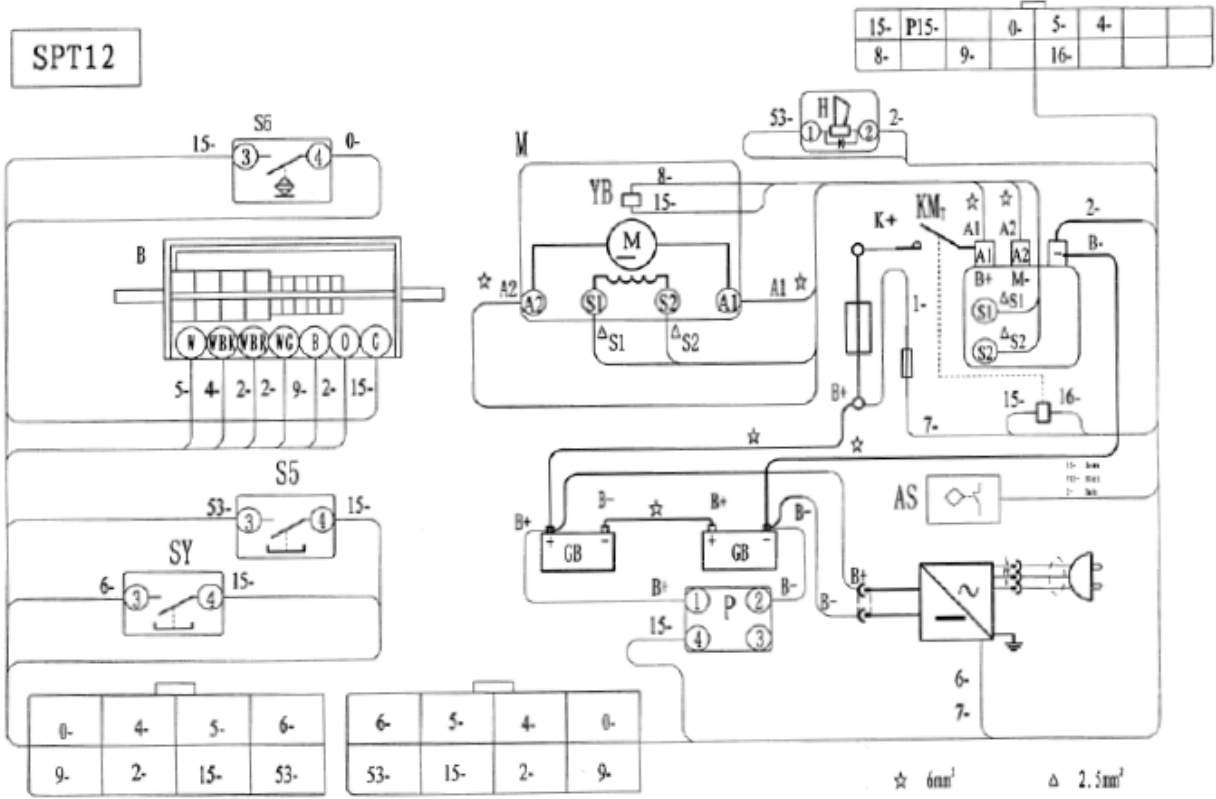 SPT12
15- P15- 0- 5- 4-
8- 9- 16-
S6
15- 3 4 0-
53- 1 H 2 2-
M
YB 8-
15-
K+
KM₁
A1 A2
A1 A2
2-
B-
B+ M-
S1 △S1
S2 △S2
B
M
☆ A2 A2 S1 S2 A1 A1 ☆
△S1 △S2
1-
W VBK VBR WG B O G
5- 4- 2- 2- 9- 2- 15-
B+
7-
15- 16-
☆ ☆
S5
53- 3 4 15-
AS
B+ B- ☆ B+ B-
+ - + -
GB GB
SY
6- 3 4 15-
B+ 1 2 B-
P
15- 4 3
B+
B-
6-
7-
0- 4- 5- 6-
9- 2- 15- 53-
6- 5- 4- 0-
53- 15- 2- 9-
☆ 6mm² △ 2.5mm²